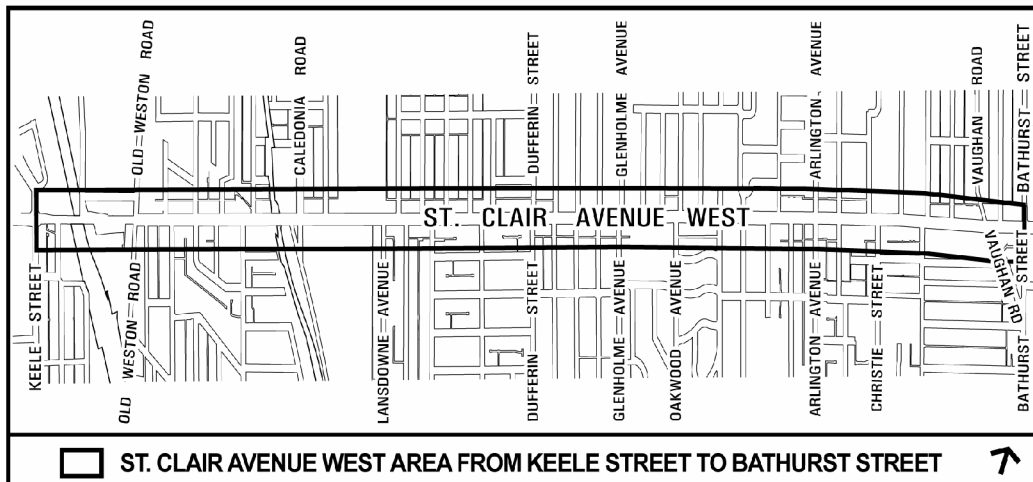 OLD WESTON ROAD
CALEDONIA ROAD
DUFFERIN STREET
GLENHOLME AVENUE
ARLINGTON AVENUE
VAUGHAN ROAD
BATHURST STREET
ST. CLAIR AVENUE WEST
KEELE STREET
OLD WESTON ROAD
LANSDOWNE AVENUE
DUFFERIN STREET
GLENHOLME AVENUE
OAKWOOD AVENUE
ARLINGTON AVENUE
CHRISTIE STREET
VAUGHAN RD
BATHURST STREET
ST. CLAIR AVENUE WEST AREA FROM KEELE STREET TO BATHURST STREET